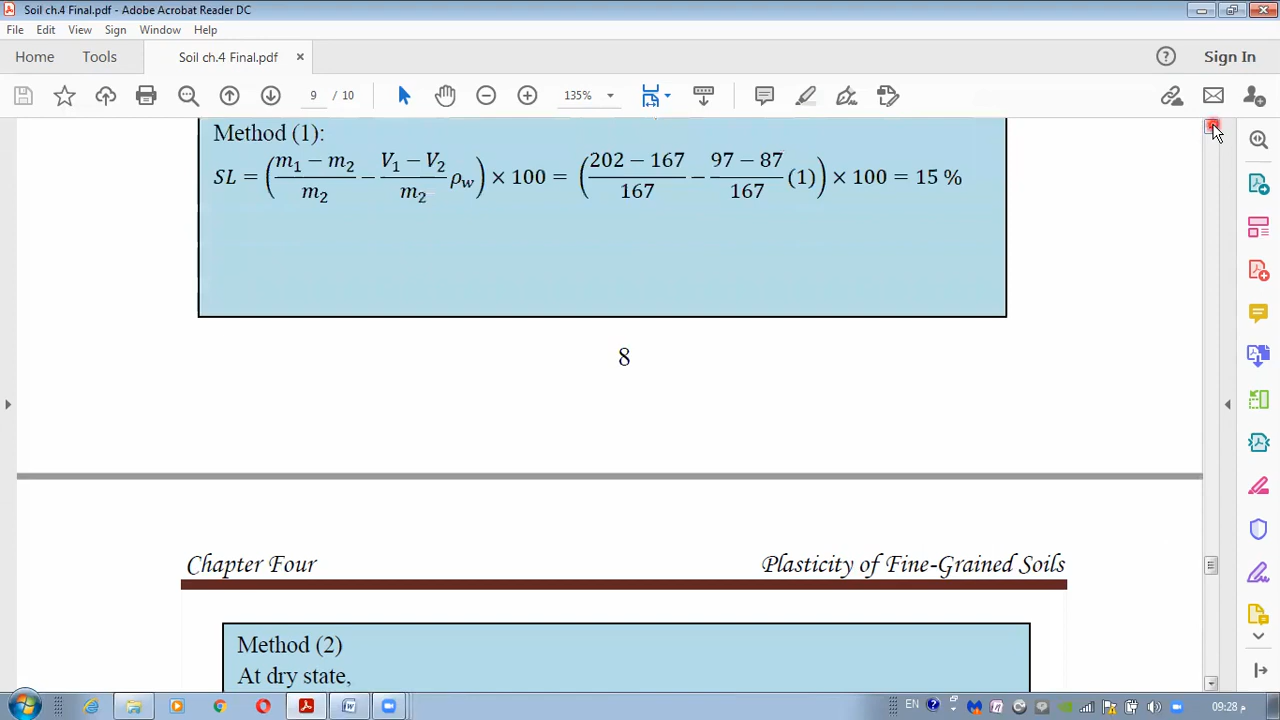 Soil ch.4 Final.pdf - Adobe Acrobat Reader DC
File Edit View Sign Window Help
Home Tools Soil ch.4 Final.pdf × Sign In
9 / 10 135%
Method (1):
SL = ((m₁ − m₂)/m₂ − (V₁ − V₂)/m₂ ρw) × 100 = ((202 − 167)/167 − (97 − 87)/167 (1)) × 100 = 15 %
8
Chapter Four Plasticity of Fine-Grained Soils
Method (2)
At dry state,
EN 09:28 م